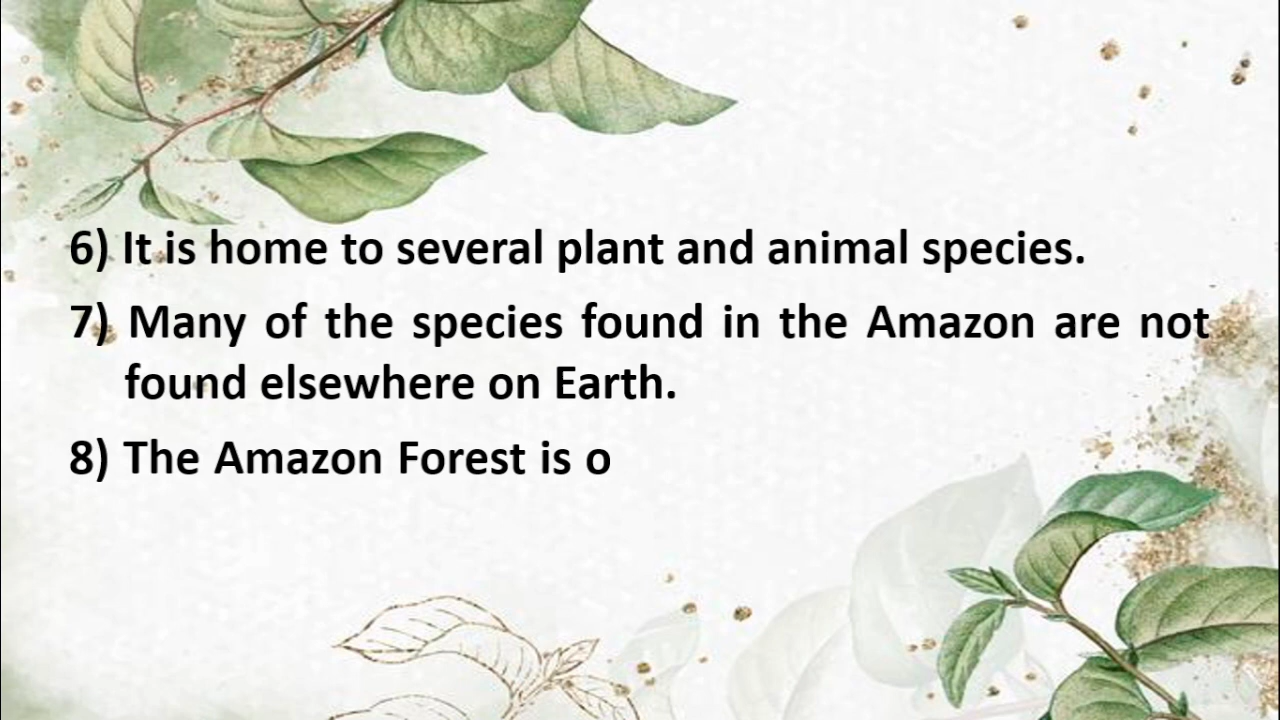 6) It is home to several plant and animal species.
7) Many of the species found in the Amazon are not
found elsewhere on Earth.
8) The Amazon Forest is o